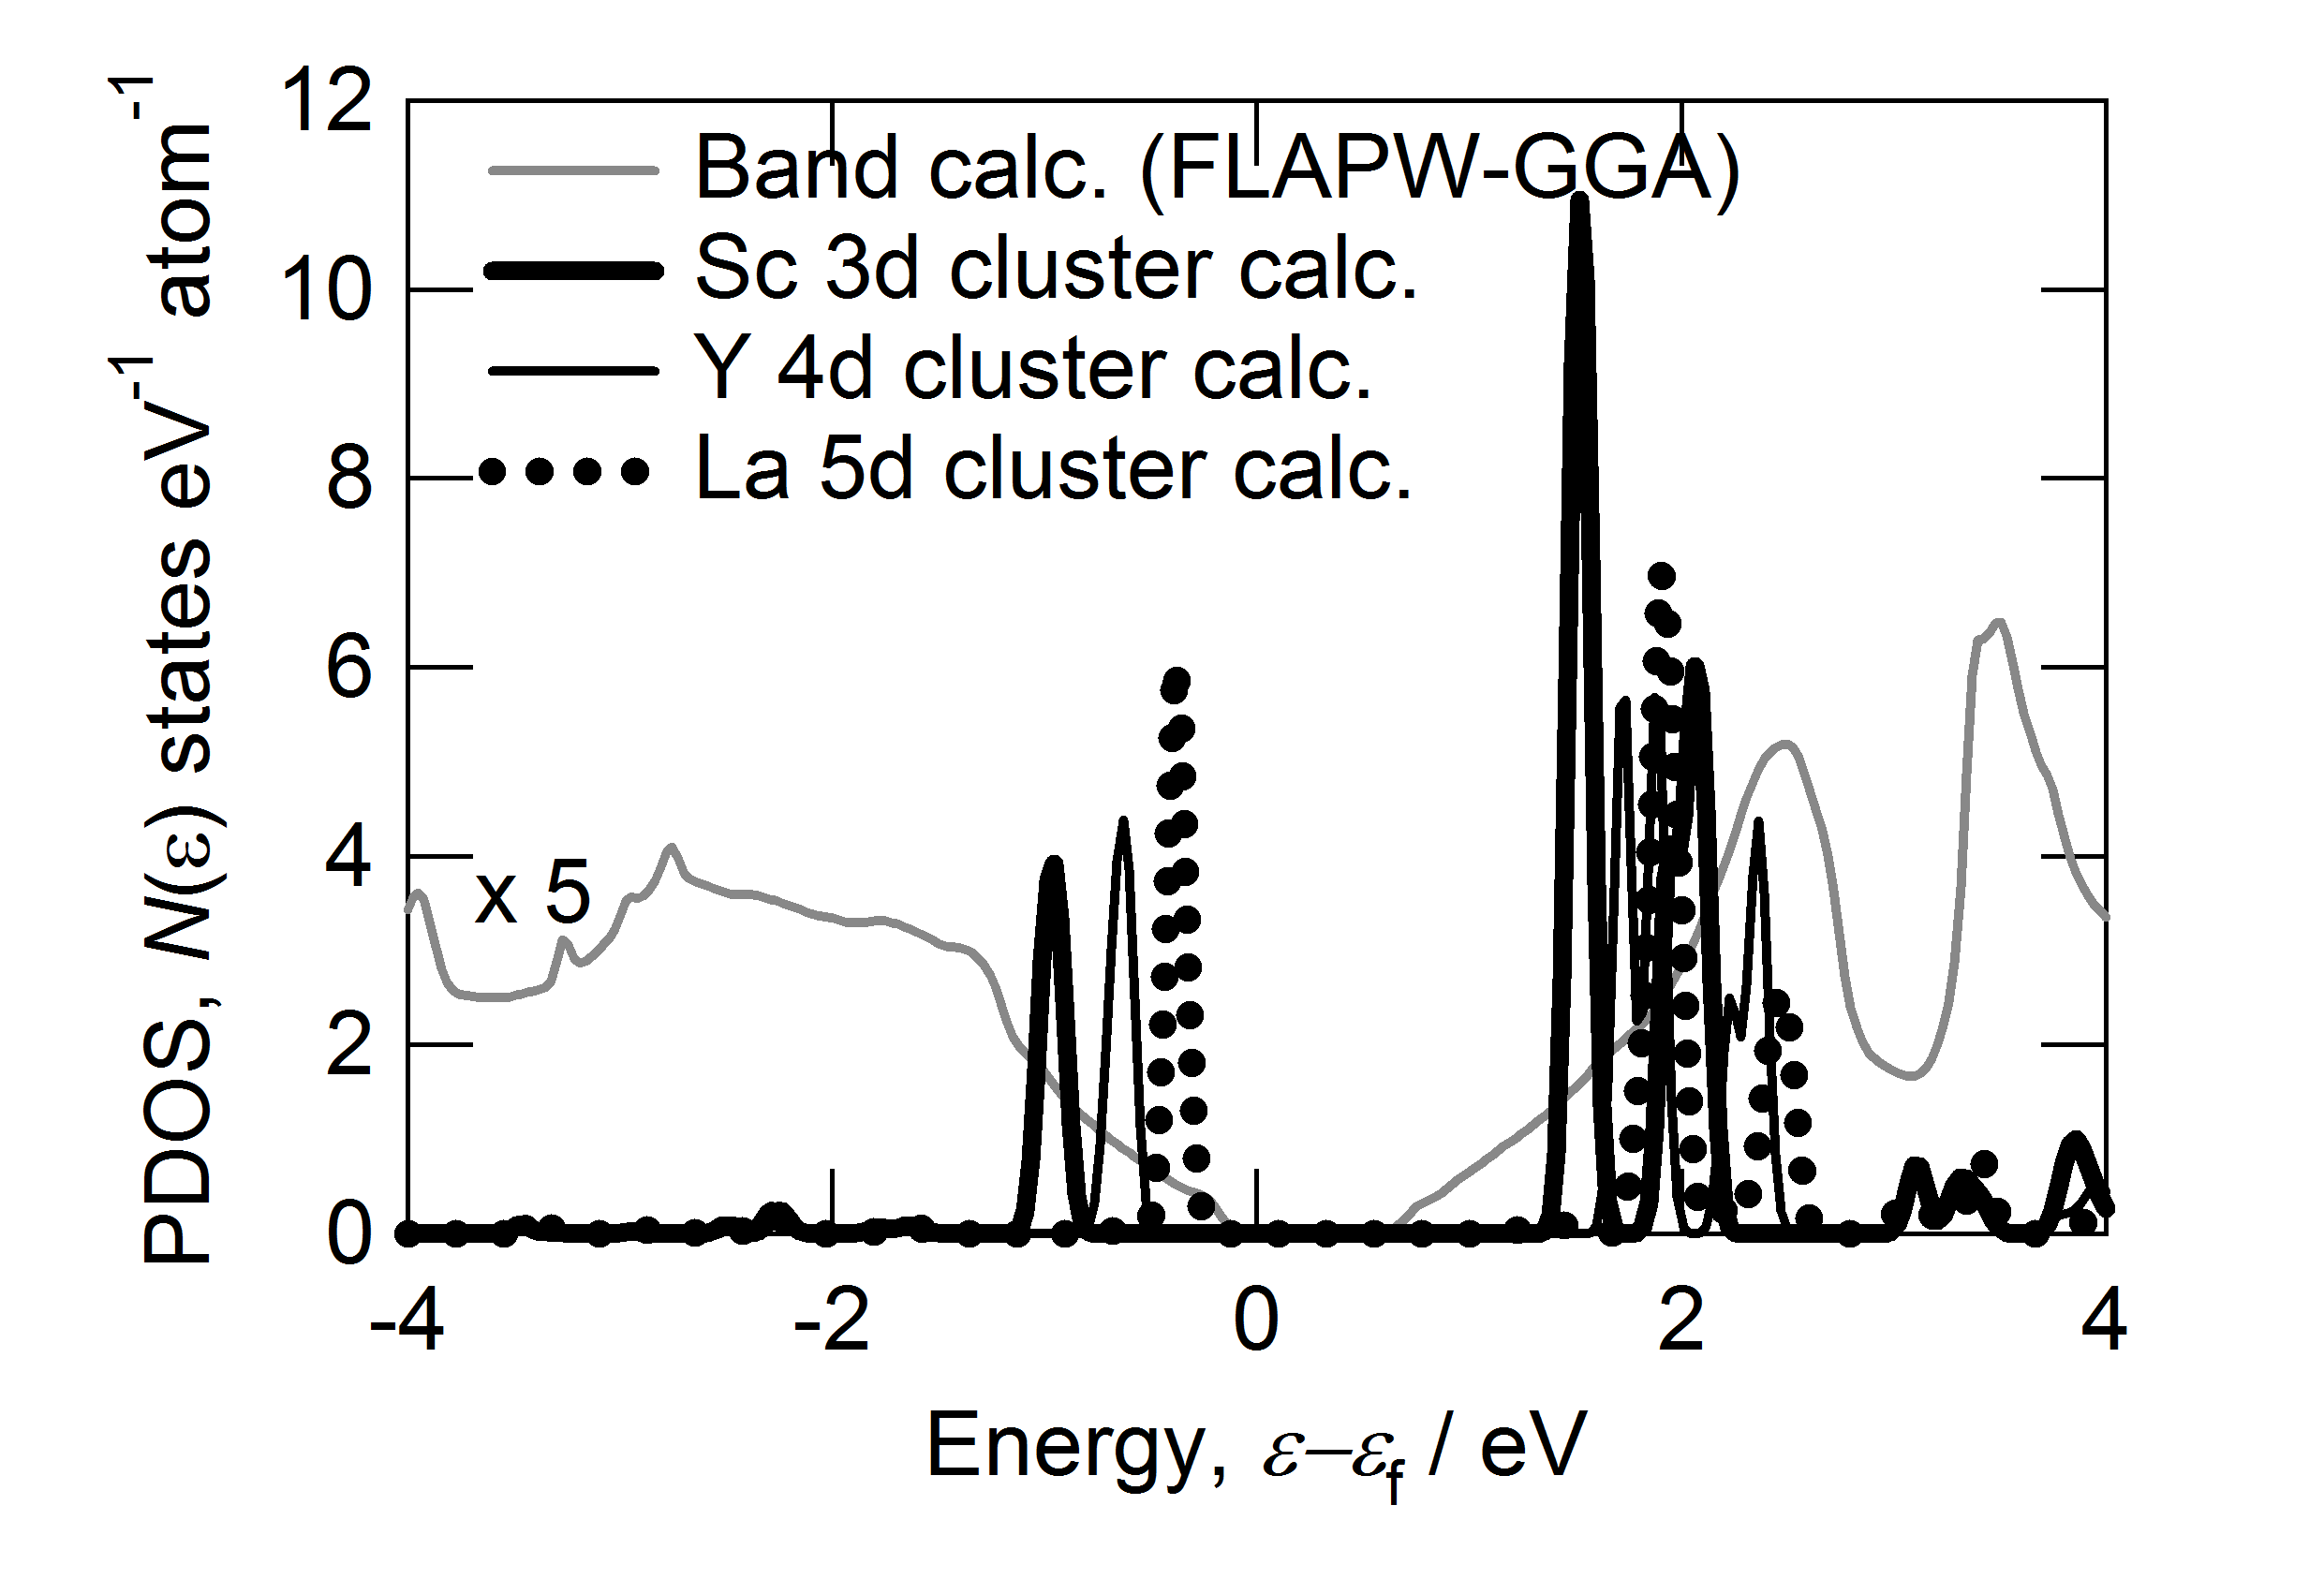 PDOS, N(ε) states eV-1 atom-1
12
10
8
6
4
2
0
Band calc. (FLAPW-GGA)
Sc 3d cluster calc.
Y 4d cluster calc.
La 5d cluster calc.
x 5
-4 -2 0 2 4
Energy, ε–εf / eV